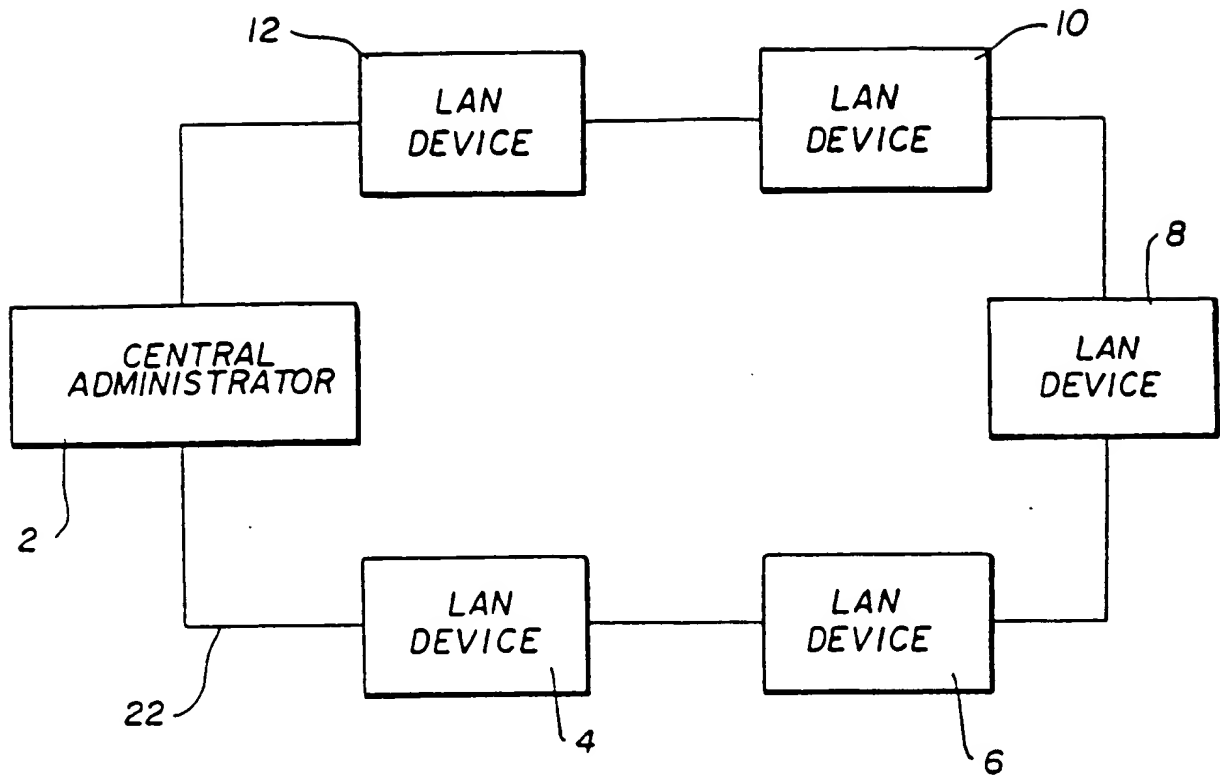 12
10
LAN
DEVICE
LAN
DEVICE
8
CENTRAL
ADMINISTRATOR
LAN
DEVICE
2
LAN
DEVICE
LAN
DEVICE
22
4
6